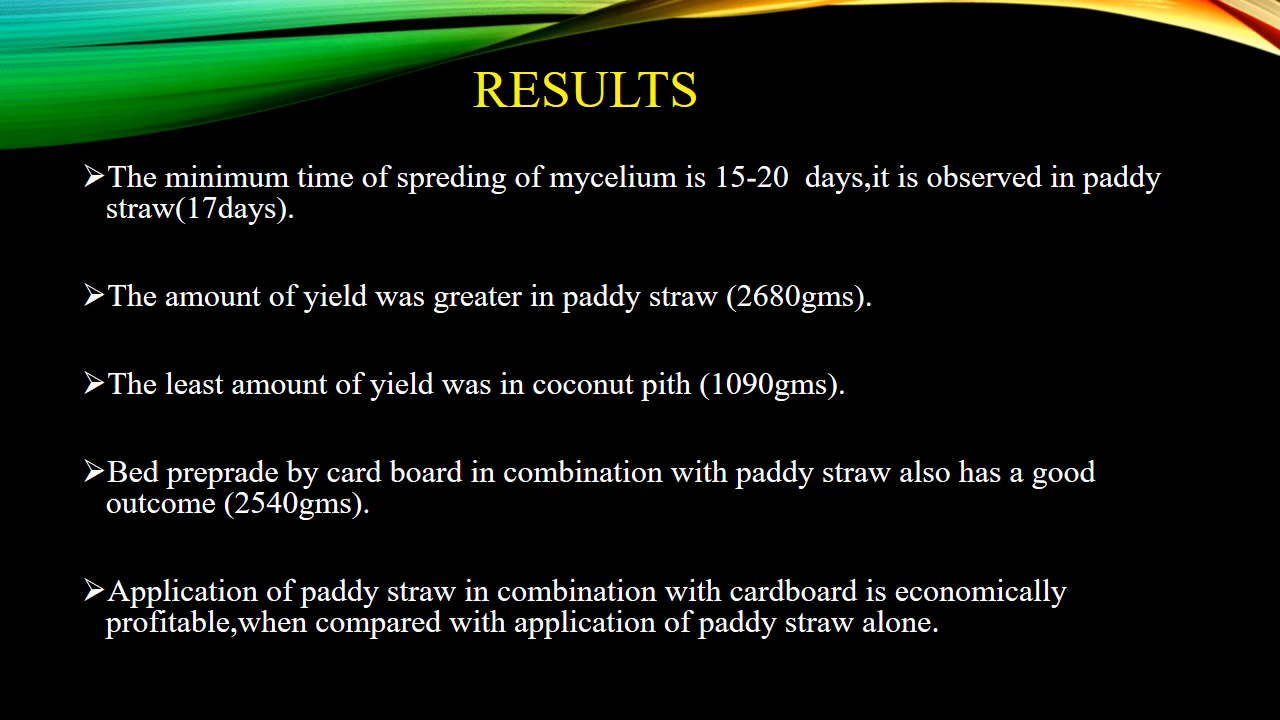 RESULTS
➢The minimum time of spreding of mycelium is 15-20  days,it is observed in paddy
straw(17days).
➢The amount of yield was greater in paddy straw (2680gms).
➢The least amount of yield was in coconut pith (1090gms).
➢Bed preprade by card board in combination with paddy straw also has a good
outcome (2540gms).
➢Application of paddy straw in combination with cardboard is economically
profitable,when compared with application of paddy straw alone.